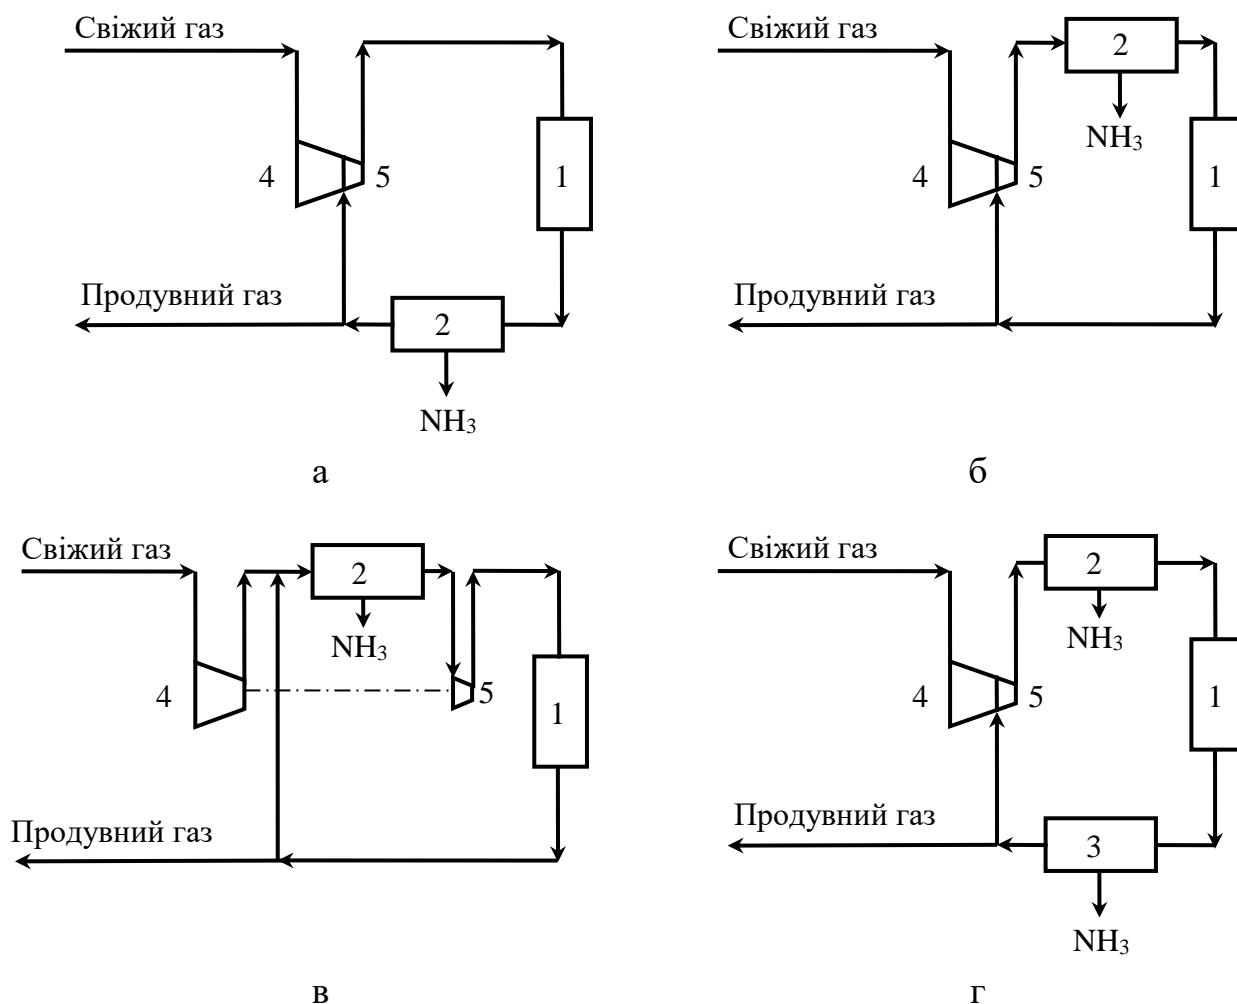 Свіжий газ
4
5
1
Продувний газ
2
NH₃
а
Свіжий газ
2
NH₃
4
5
1
Продувний газ
б
Свіжий газ
2
NH₃
4
5
1
Продувний газ
в
Свіжий газ
2
NH₃
4
5
1
Продувний газ
3
NH₃
г